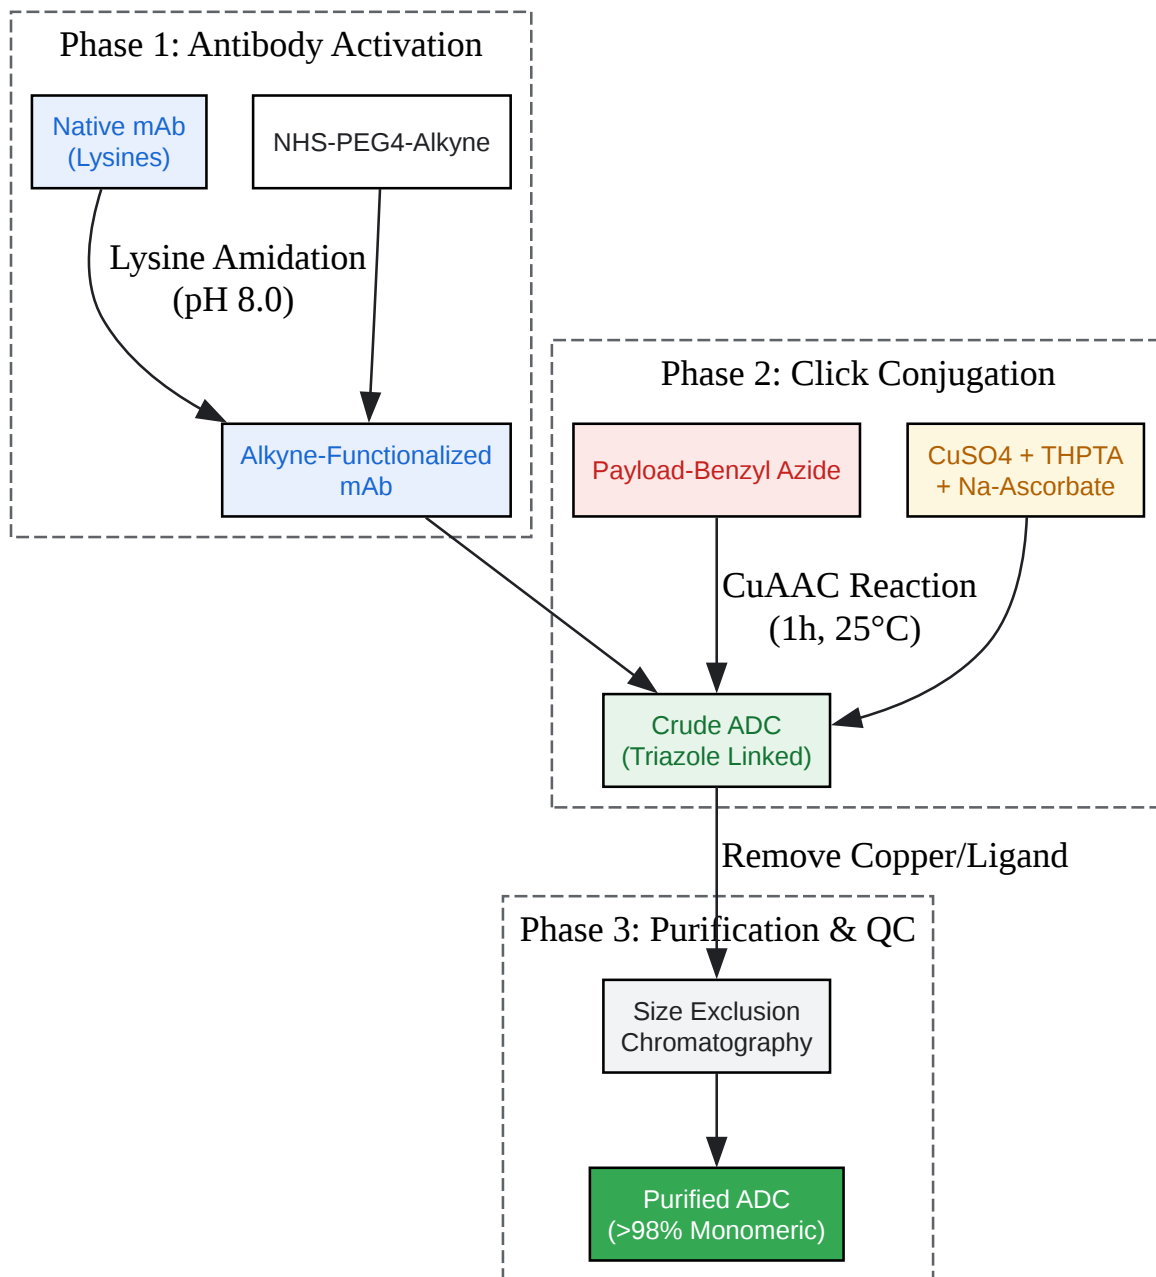 Phase 1: Antibody Activation
Native mAb
(Lysines)
NHS-PEG4-Alkyne
Lysine Amidation
(pH 8.0)
Alkyne-Functionalized
mAb
Phase 2: Click Conjugation
Payload-Benzyl Azide
CuSO4 + THPTA
+ Na-Ascorbate
CuAAC Reaction
(1h, 25°C)
Crude ADC
(Triazole Linked)
Remove Copper/Ligand
Phase 3: Purification & QC
Size Exclusion
Chromatography
Purified ADC
(>98% Monomeric)